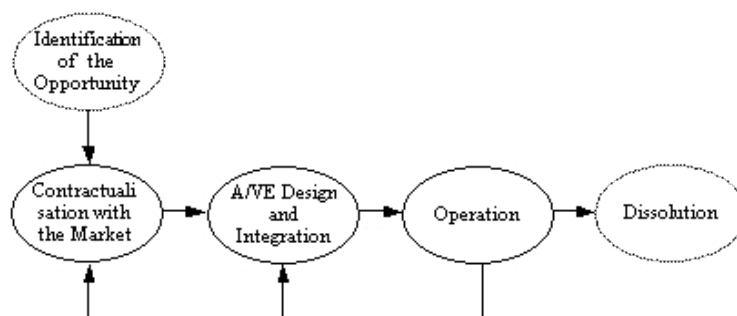 Identification
of the
Opportunity
Contractuali
sation with
the Market
A/VE Design
and
Integration
Operation
Dissolution